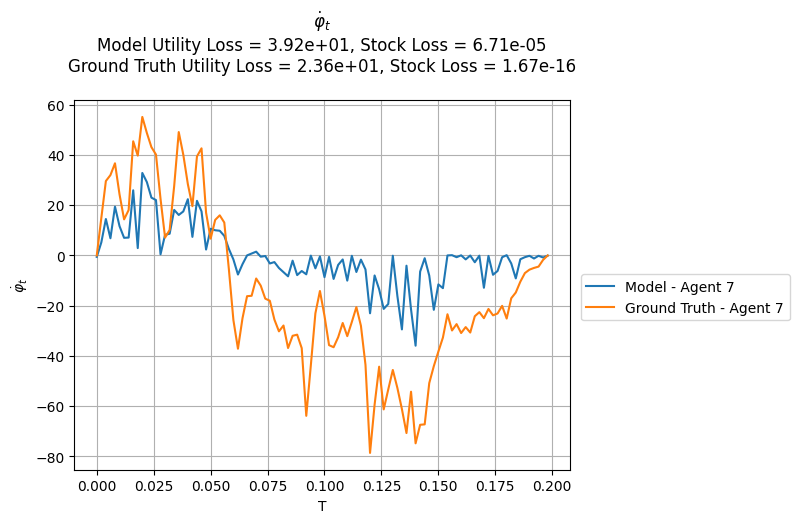 φ̇ₜ
Model Utility Loss = 3.92e+01, Stock Loss = 6.71e-05
Ground Truth Utility Loss = 2.36e+01, Stock Loss = 1.67e-16
60
40
20
0
−20
−40
−60
−80
φ̇ₜ
0.000
0.025
0.050
0.075
0.100
0.125
0.150
0.175
0.200
T
Model - Agent 7
Ground Truth - Agent 7